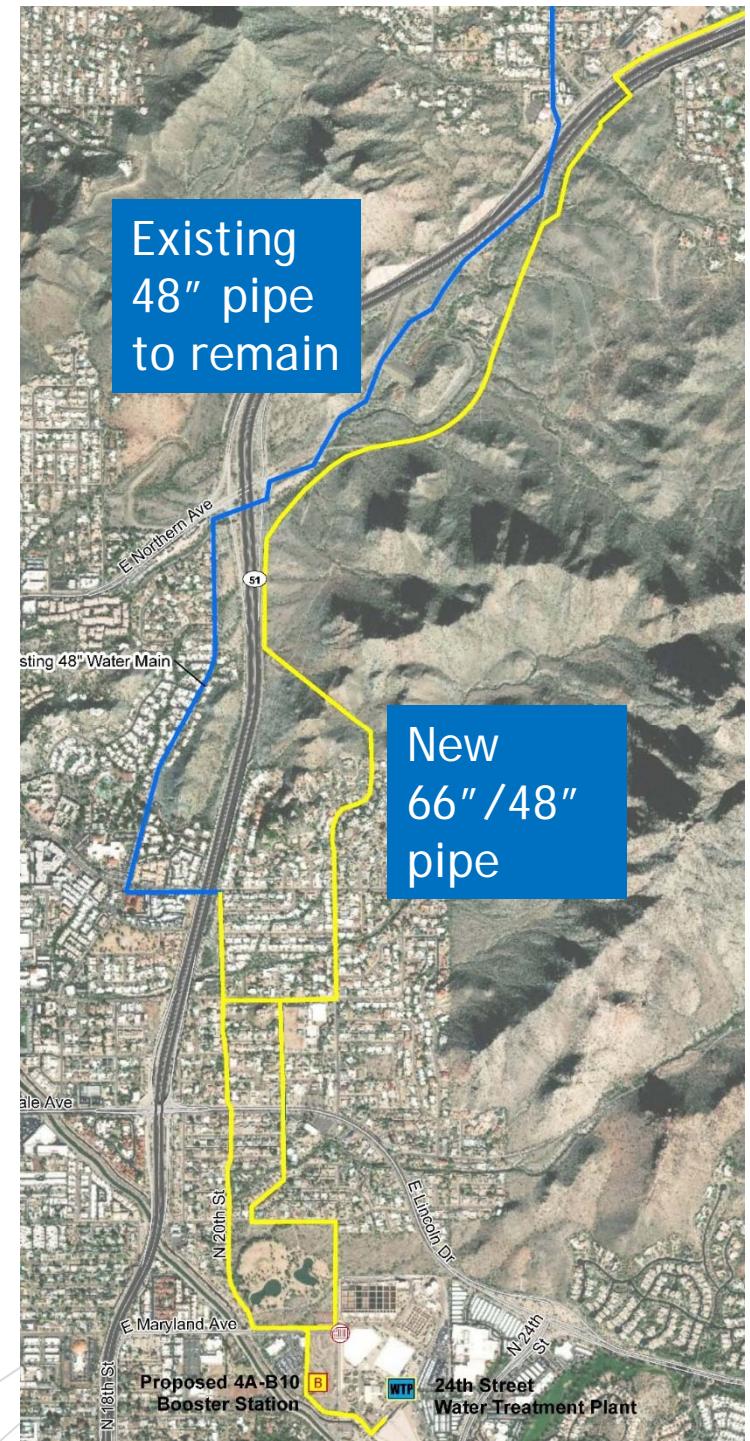 Existing
48" pipe
to remain
E Northern Ave
51
sting 48" Water Main
New
66"/48"
pipe
ale Ave
N 20th St
E Lincoln Dr
E Maryland Ave
N 24th
St
N 18th St
Proposed 4A-B10
Booster Station
B
WTP
24th Street
Water Treatment Plant